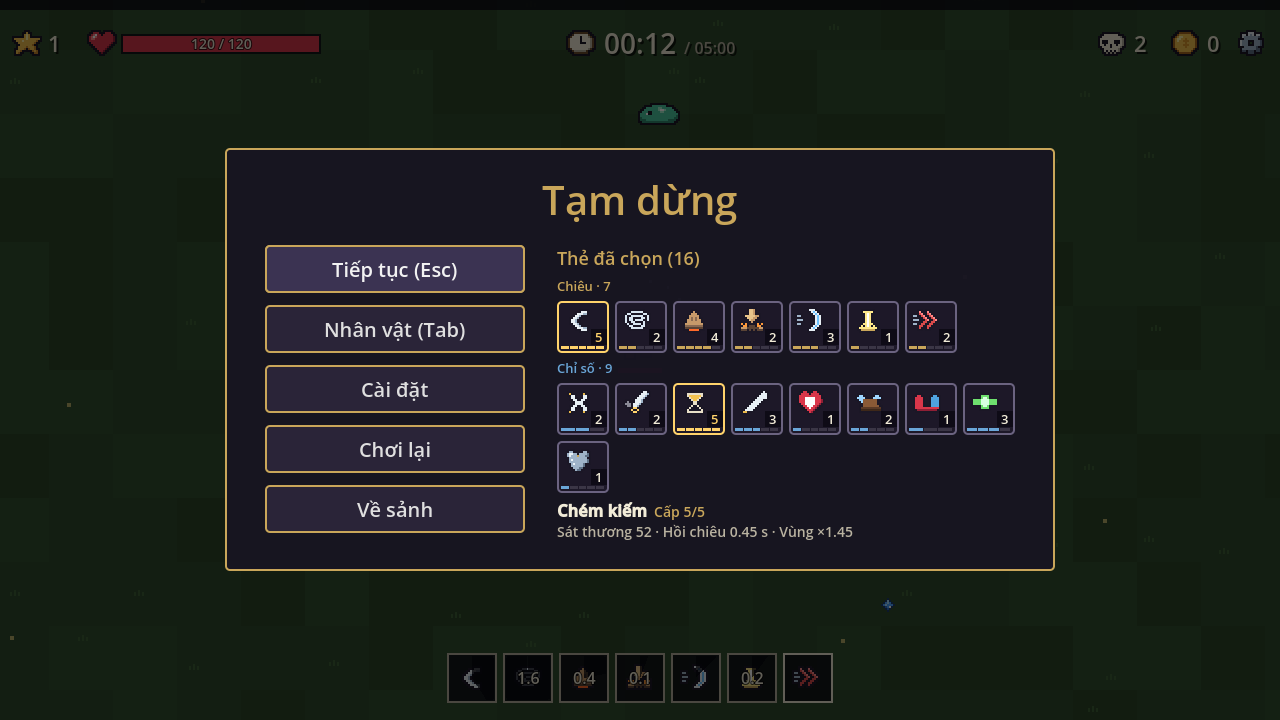 1
120 / 120
00:12 / 05:00
2
0
Tạm dừng
Tiếp tục (Esc)
Nhân vật (Tab)
Cài đặt
Chơi lại
Về sảnh
Thẻ đã chọn (16)
Chiêu · 7
5 2 4 2 3 1 2
Chỉ số · 9
2 2 5 3 1 2 1 3
1
Chém kiếm Cấp 5/5
Sát thương 52 · Hồi chiêu 0.45 s · Vùng ×1.45
1.6 0.4 0.1 0.2